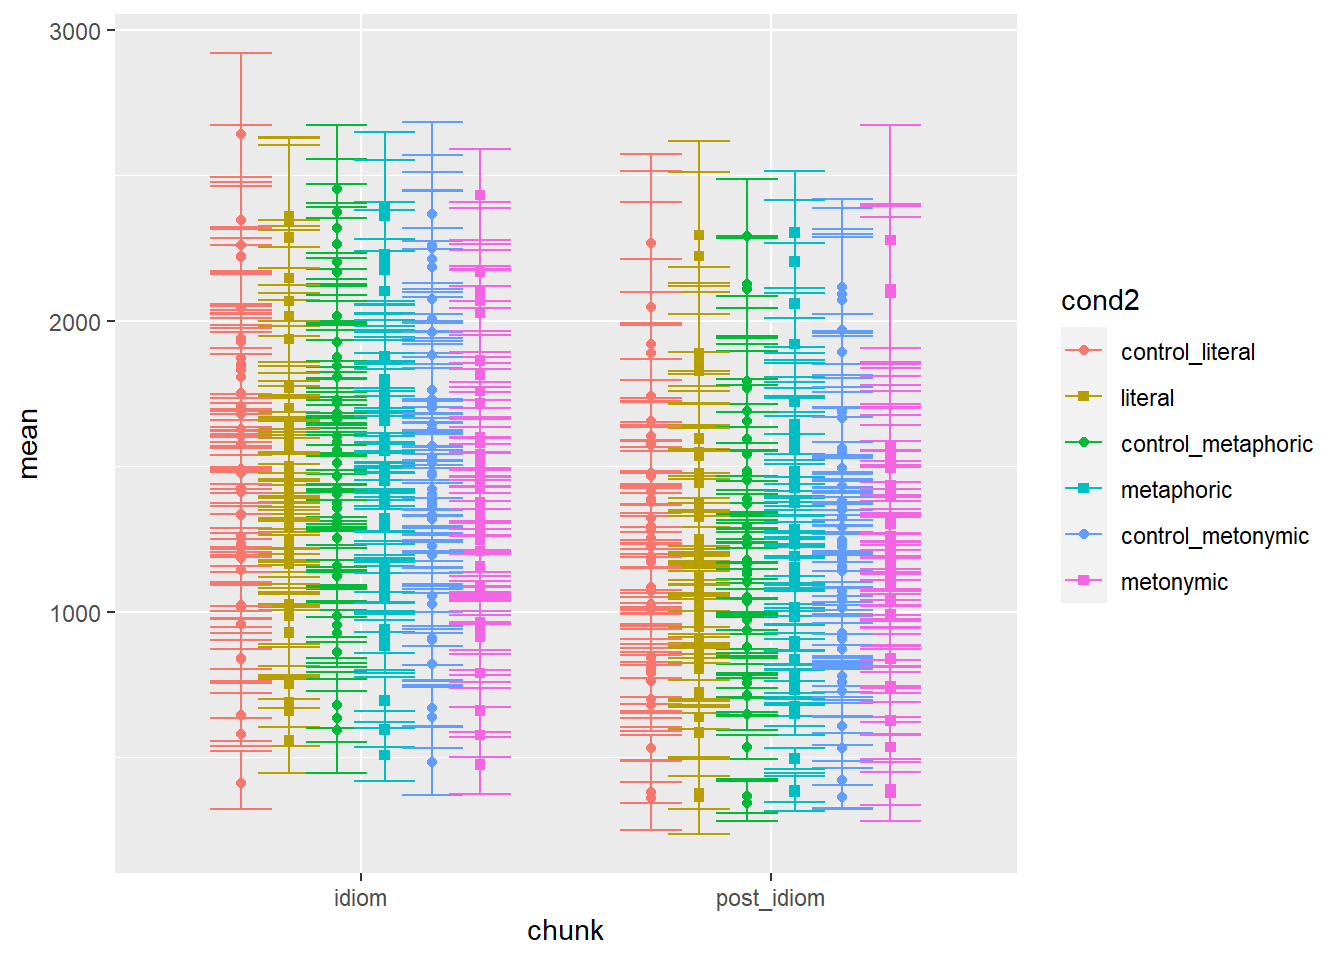 3000
2000
1000
mean
idiom
post_idiom
chunk
cond2
control_literal
literal
control_metaphoric
metaphoric
control_metonymic
metonymic